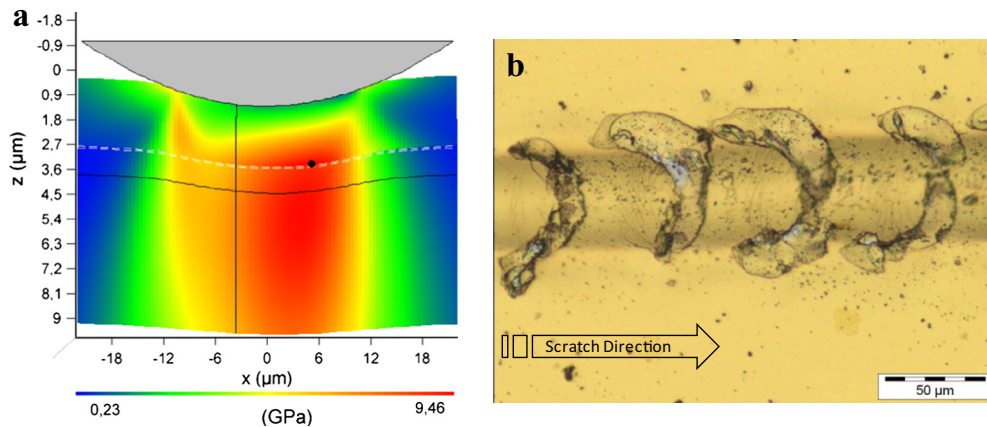 a
-1,8
-0,9
0
0,9
1,8
2,7
3,6
4,5
5,4
6,3
7,2
8,1
9
z (µm)
-18 -12 -6 0 6 12 18
x (µm)
0,23 9,46
(GPa)
b
Scratch Direction
50 µm